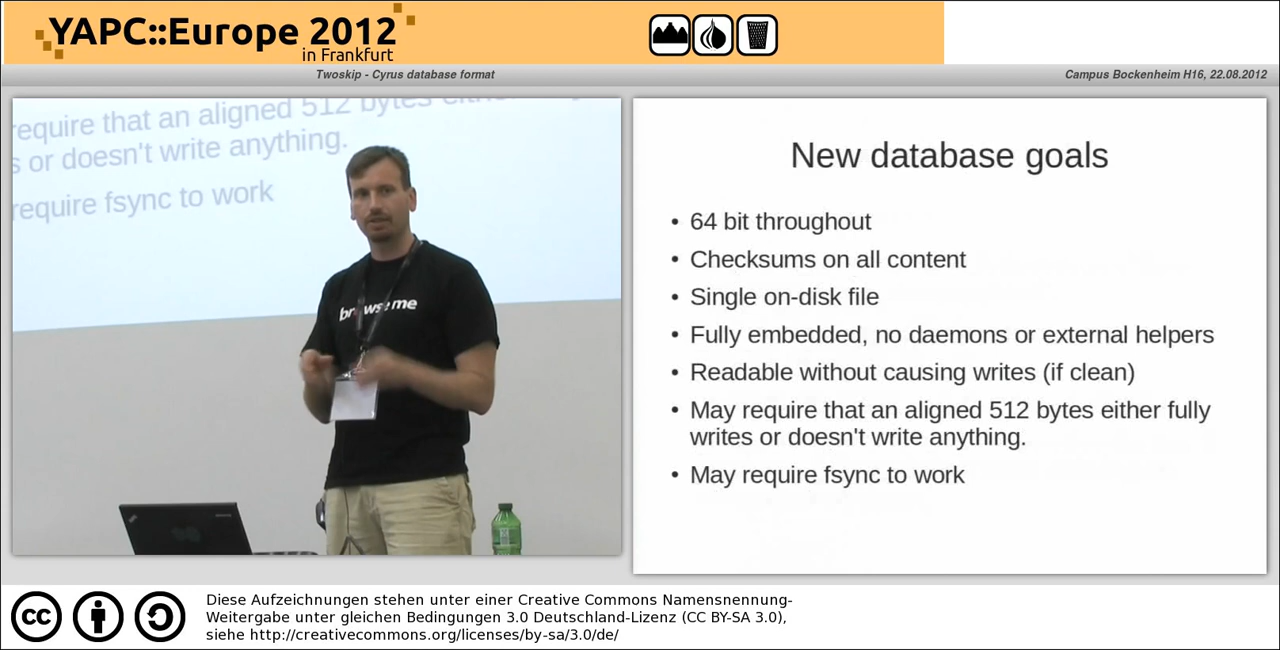 YAPC::Europe 2012
in Frankfurt
Twoskip - Cyrus database format
Campus Bockenheim H16, 22.08.2012
require that an aligned 512 bytes either
s or doesn't write anything.
require fsync to work
browse me
New database goals
• 64 bit throughout
• Checksums on all content
• Single on-disk file
• Fully embedded, no daemons or external helpers
• Readable without causing writes (if clean)
• May require that an aligned 512 bytes either fully
writes or doesn't write anything.
• May require fsync to work
cc
Diese Aufzeichnungen stehen unter einer Creative Commons Namensnennung-
Weitergabe unter gleichen Bedingungen 3.0 Deutschland-Lizenz (CC BY-SA 3.0),
siehe http://creativecommons.org/licenses/by-sa/3.0/de/